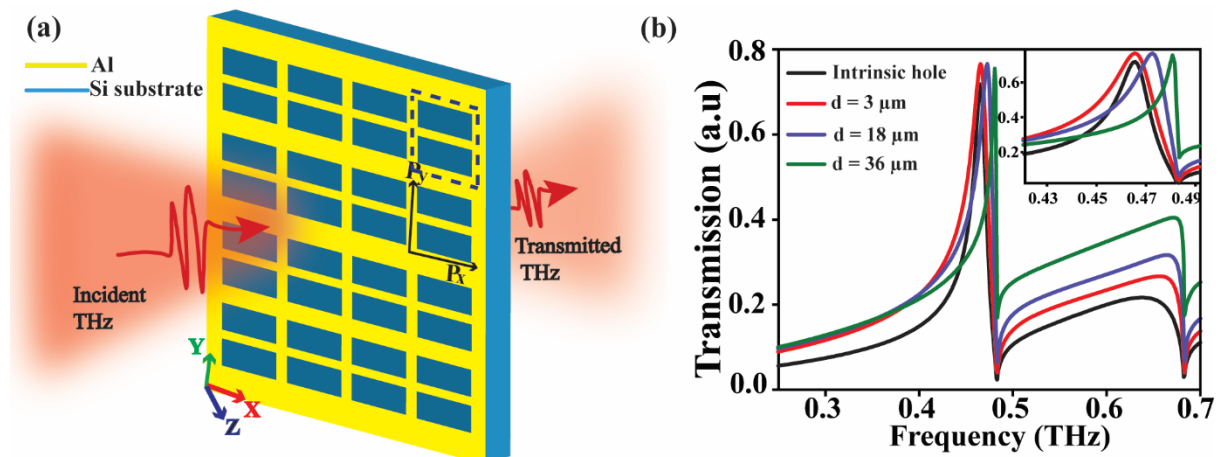 (a)
Al
Si substrate
Incident
THz
Transmitted
THz
Py
Px
Y
X
Z
(b)
Transmission (a.u)
0.8
0.6
0.4
0.2
0.0
Intrinsic hole
d = 3 µm
d = 18 µm
d = 36 µm
0.6
0.4
0.2
0.43 0.45 0.47 0.49
0.3 0.4 0.5 0.6 0.7
Frequency (THz)